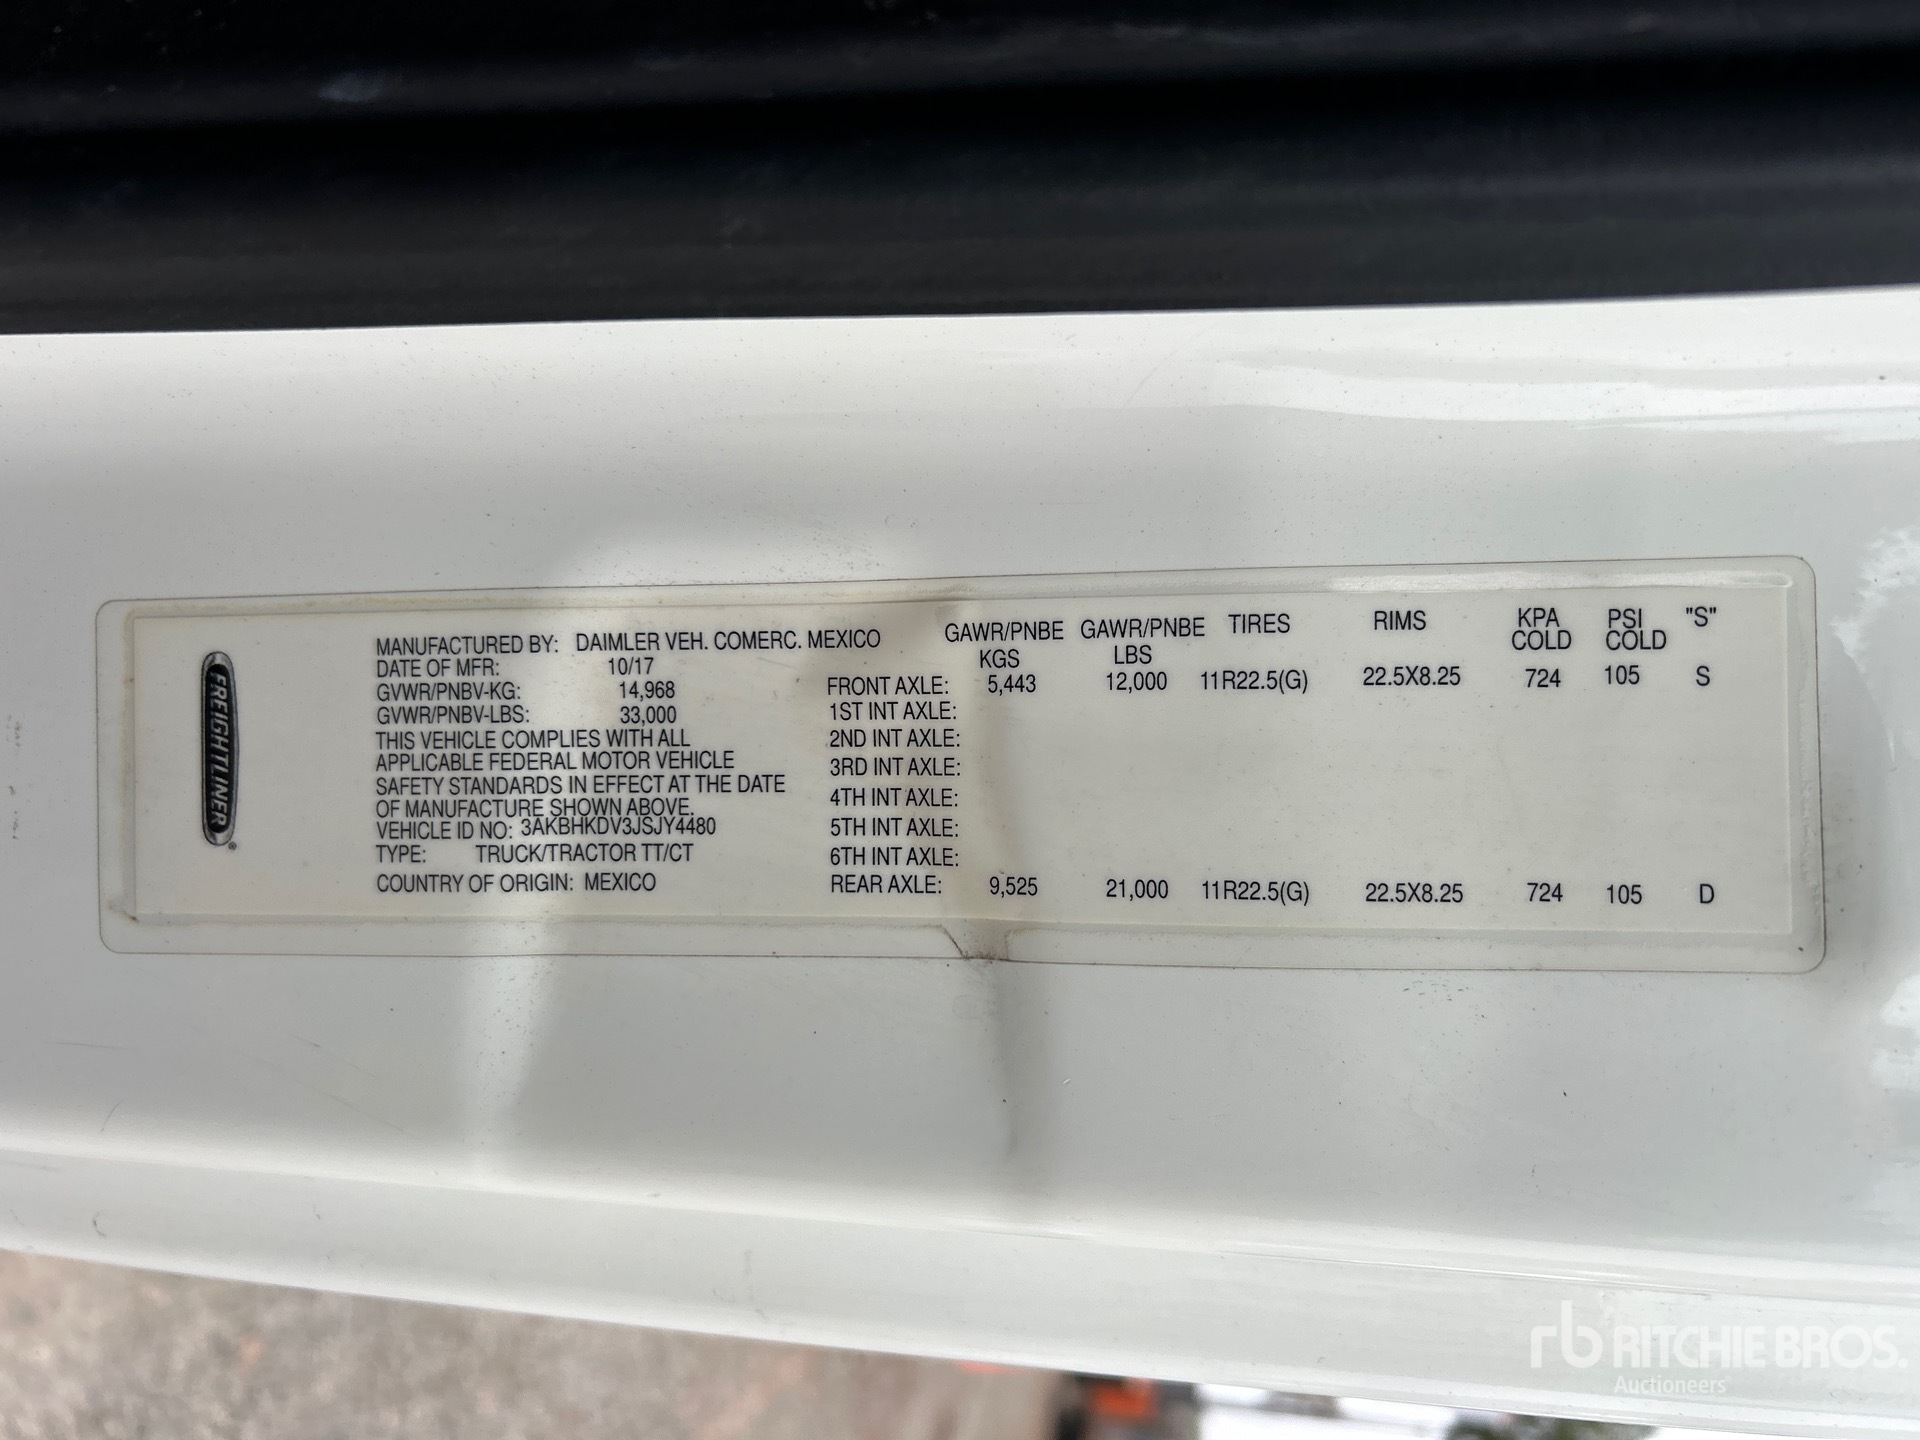 FREIGHTLINER®
MANUFACTURED BY: DAIMLER VEH. COMERC. MEXICO
DATE OF MFR: 10/17
GVWR/PNBV-KG: 14,968
GVWR/PNBV-LBS: 33,000
THIS VEHICLE COMPLIES WITH ALL
APPLICABLE FEDERAL MOTOR VEHICLE
SAFETY STANDARDS IN EFFECT AT THE DATE
OF MANUFACTURE SHOWN ABOVE.
VEHICLE ID NO: 3AKBHKDV3JSJY4480
TYPE: TRUCK/TRACTOR TT/CT
COUNTRY OF ORIGIN: MEXICO
GAWR/PNBE GAWR/PNBE TIRES RIMS KPA PSI "S"
KGS LBS COLD COLD
FRONT AXLE: 5,443 12,000 11R22.5(G) 22.5X8.25 724 105 S
1ST INT AXLE:
2ND INT AXLE:
3RD INT AXLE:
4TH INT AXLE:
5TH INT AXLE:
6TH INT AXLE:
REAR AXLE: 9,525 21,000 11R22.5(G) 22.5X8.25 724 105 D
rb RITCHIE BROS.
Auctioneers